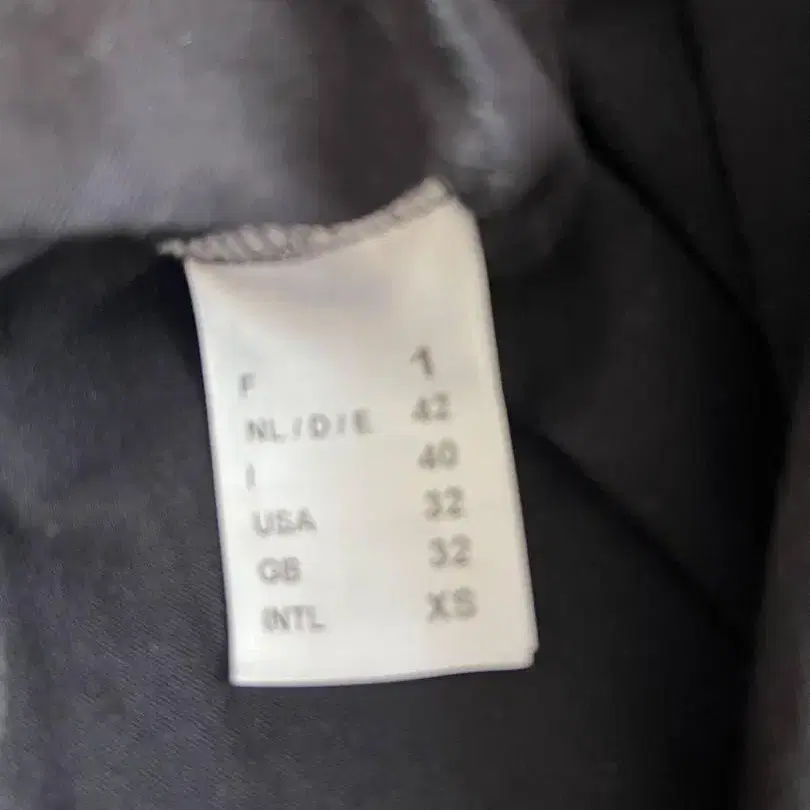 F 1
NL/D/E 42
I 40
USA 32
GB 32
INTL XS